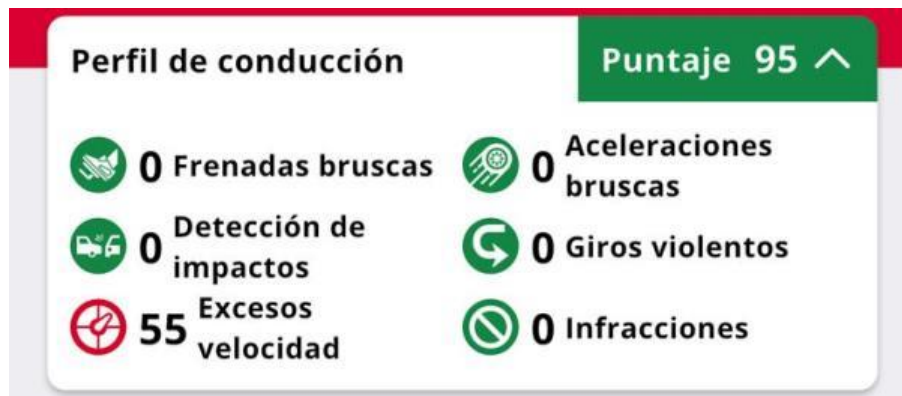 Perfil de conducción
Puntaje 95
0 Frenadas bruscas
0 Aceleraciones
bruscas
0 Detección de
impactos
0 Giros violentos
55 Excesos
velocidad
0 Infracciones